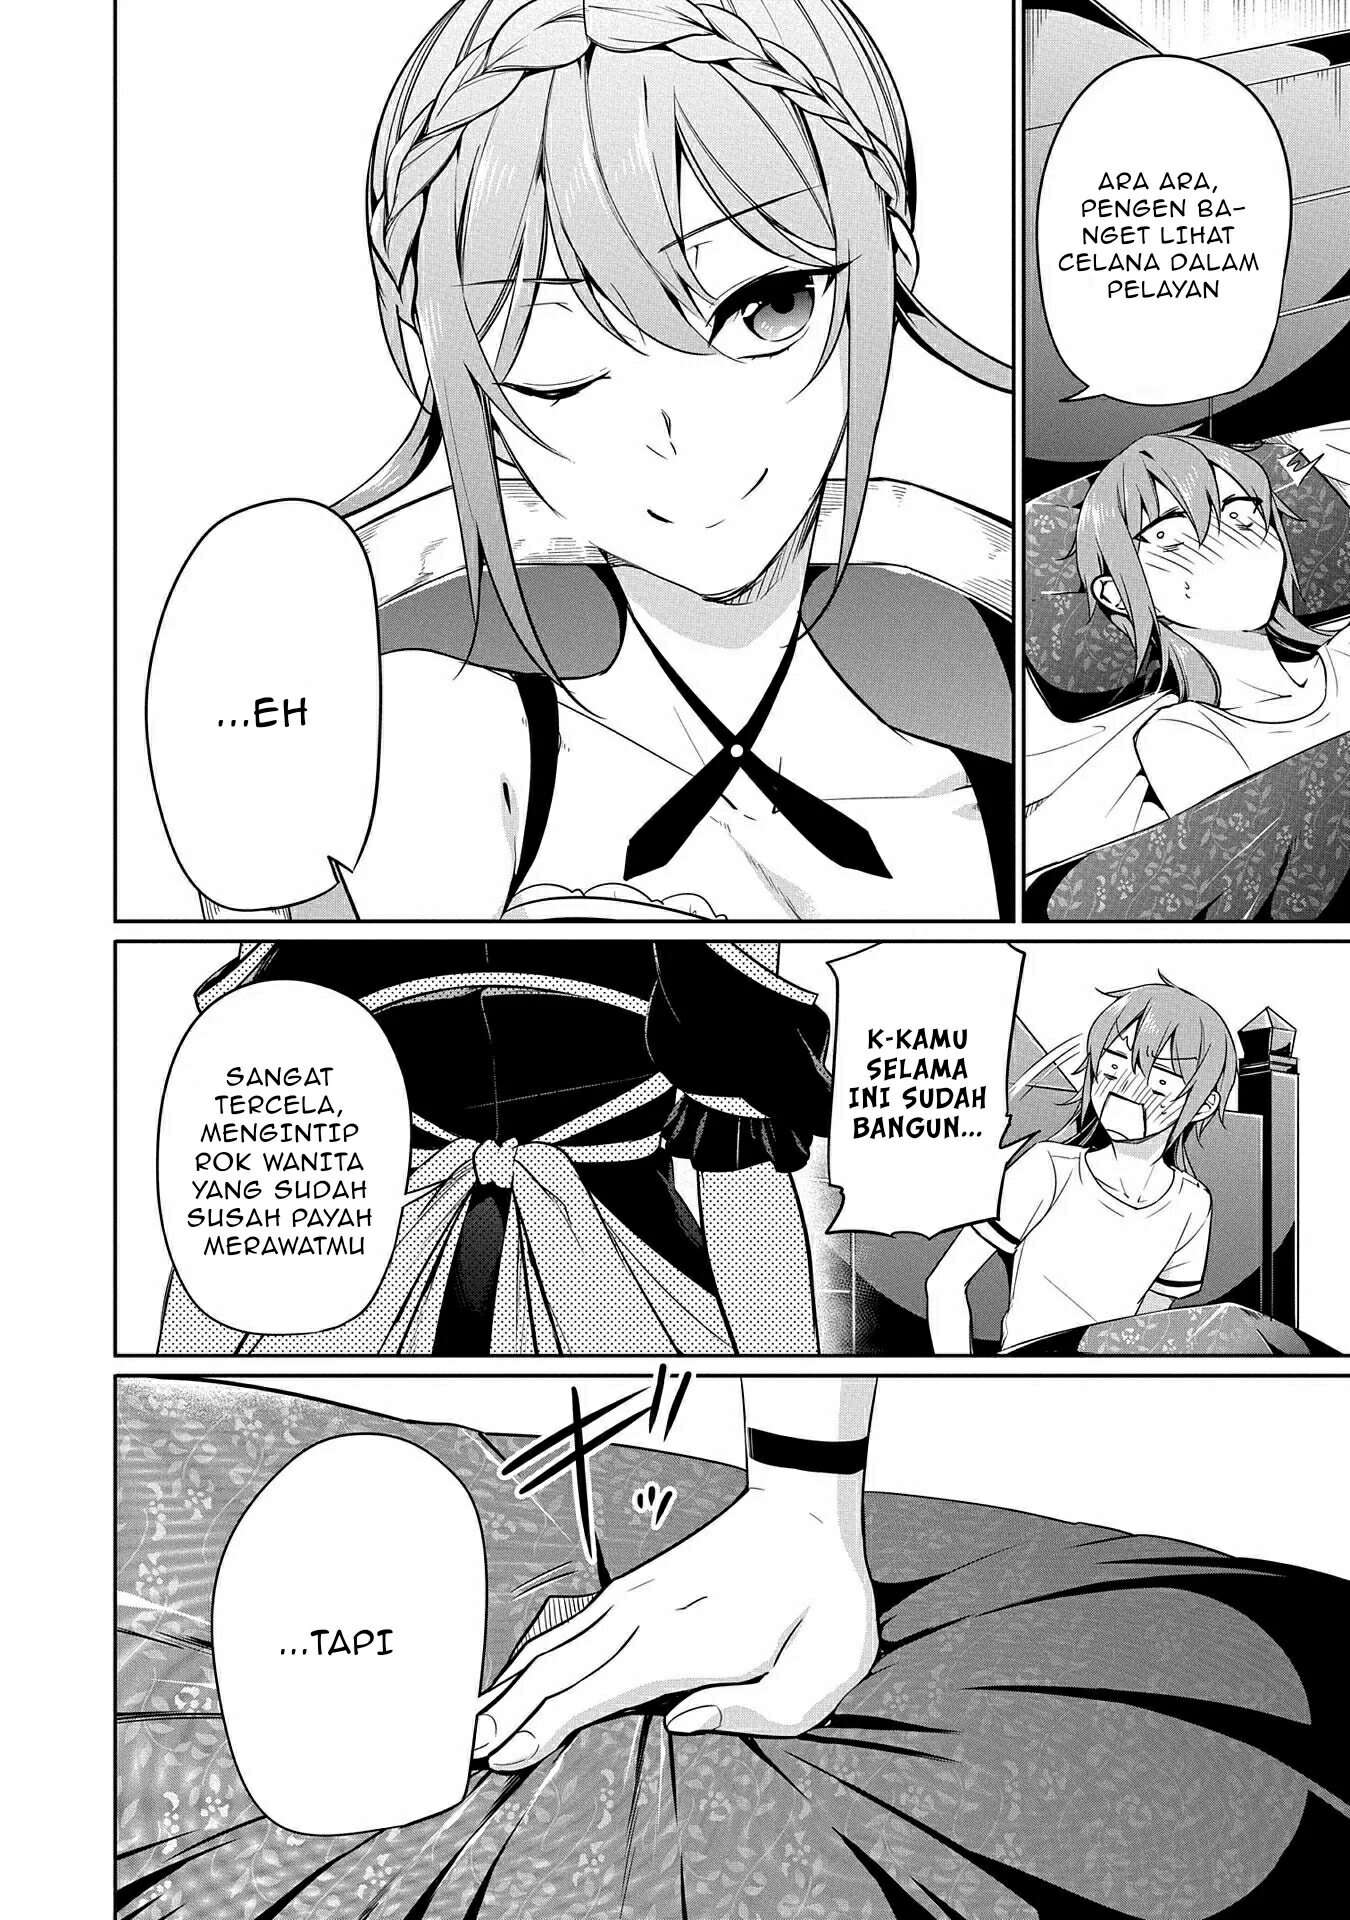 ARA ARA,
PENGEN BA-
NGET LIHAT
CELANA DALAM
PELAYAN
...EH
K-KAMU
SELAMA
INI SUDAH
BANGUN...
SANGAT
TERCELA,
MENGINTIP
ROK WANITA
YANG SUDAH
SUSAH PAYAH
MERAWATMU
...TAPI